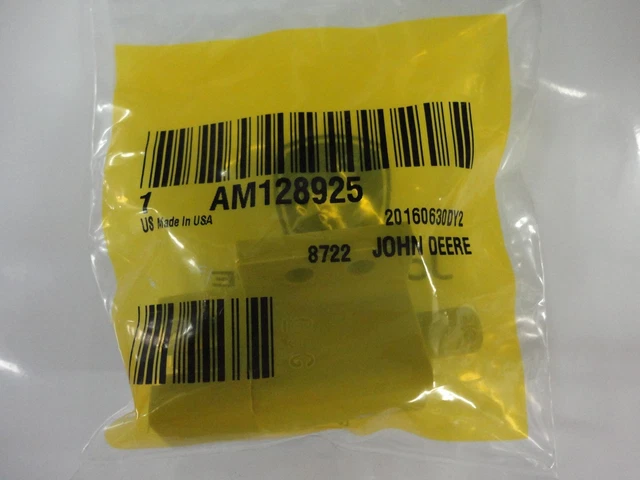 1 AM128925
US Made In USA 20160630DY2
8722 JOHN DEERE